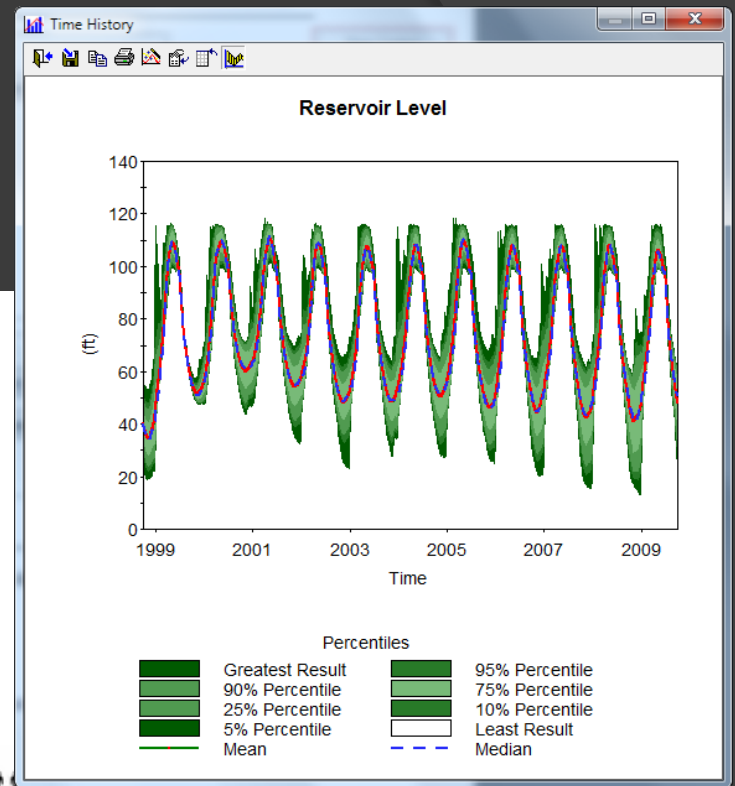 Time History
Reservoir Level
140
120
100
80
60
40
20
0
(ft)
1999 2001 2003 2005 2007 2009
Time
Percentiles
Greatest Result 95% Percentile
90% Percentile 75% Percentile
25% Percentile 10% Percentile
5% Percentile Least Result
Mean Median